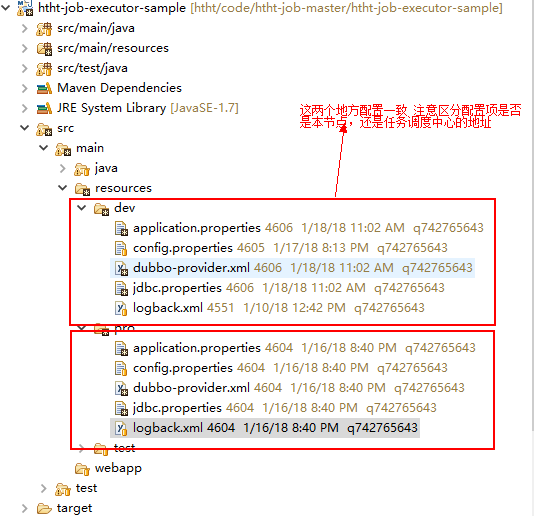 htht-job-executor-sample [htht/code/htht-job-master/htht-job-executor-sample]
src/main/java
src/main/resources
src/test/java
Maven Dependencies
JRE System Library [JavaSE-1.7]
这两个地方配置一致 注意区分配置项是否
是本节点，还是任务调度中心的地址
src
main
java
resources
dev
application.properties 4606 1/18/18 11:02 AM q742765643
config.properties 4605 1/17/18 8:13 PM q742765643
dubbo-provider.xml 4606 1/18/18 11:02 AM q742765643
jdbc.properties 4606 1/18/18 11:02 AM q742765643
logback.xml 4551 1/10/18 12:42 PM q742765643
pro
application.properties 4604 1/16/18 8:40 PM q742765643
config.properties 4604 1/16/18 8:40 PM q742765643
dubbo-provider.xml 4604 1/16/18 8:40 PM q742765643
jdbc.properties 4604 1/16/18 8:40 PM q742765643
logback.xml 4604 1/16/18 8:40 PM q742765643
test
webapp
test
target